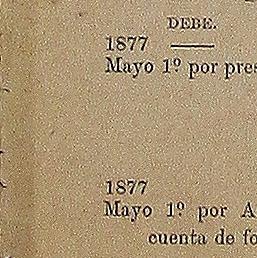 DEBE.
1877
Mayo 1º por pres
1877
Mayo 1º por A
cuenta de fo